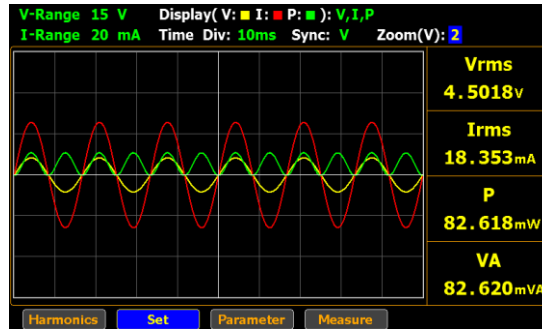 V-Range 15 V Display( V: I: P: ): V,I,P
I-Range 20 mA Time Div: 10ms Sync: V Zoom(V): 2
Vrms
4.5018V
Irms
18.353mA
P
82.618mW
VA
82.620mVA
Harmonics Set Parameter Measure